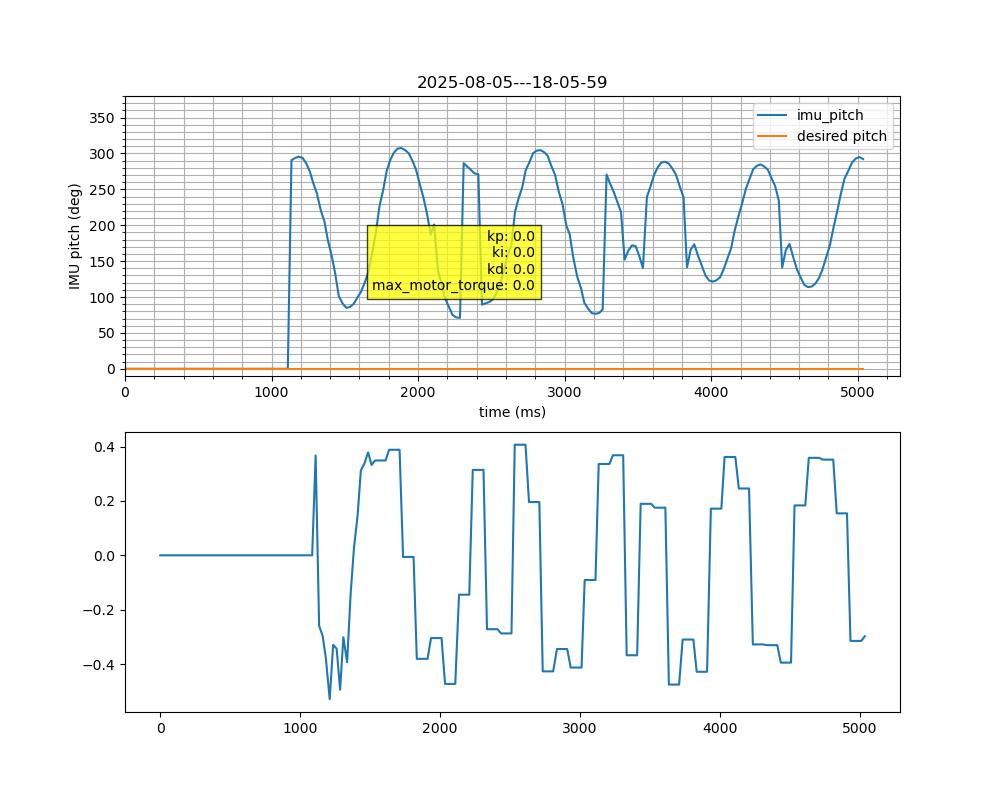 2025-08-05---18-05-59
350
300
250
200
150
100
50
0
IMU pitch (deg)
imu_pitch
desired pitch
kp: 0.0
ki: 0.0
kd: 0.0
max_motor_torque: 0.0
0 1000 2000 3000 4000 5000
time (ms)
0.4
0.2
0.0
−0.2
−0.4
0 1000 2000 3000 4000 5000